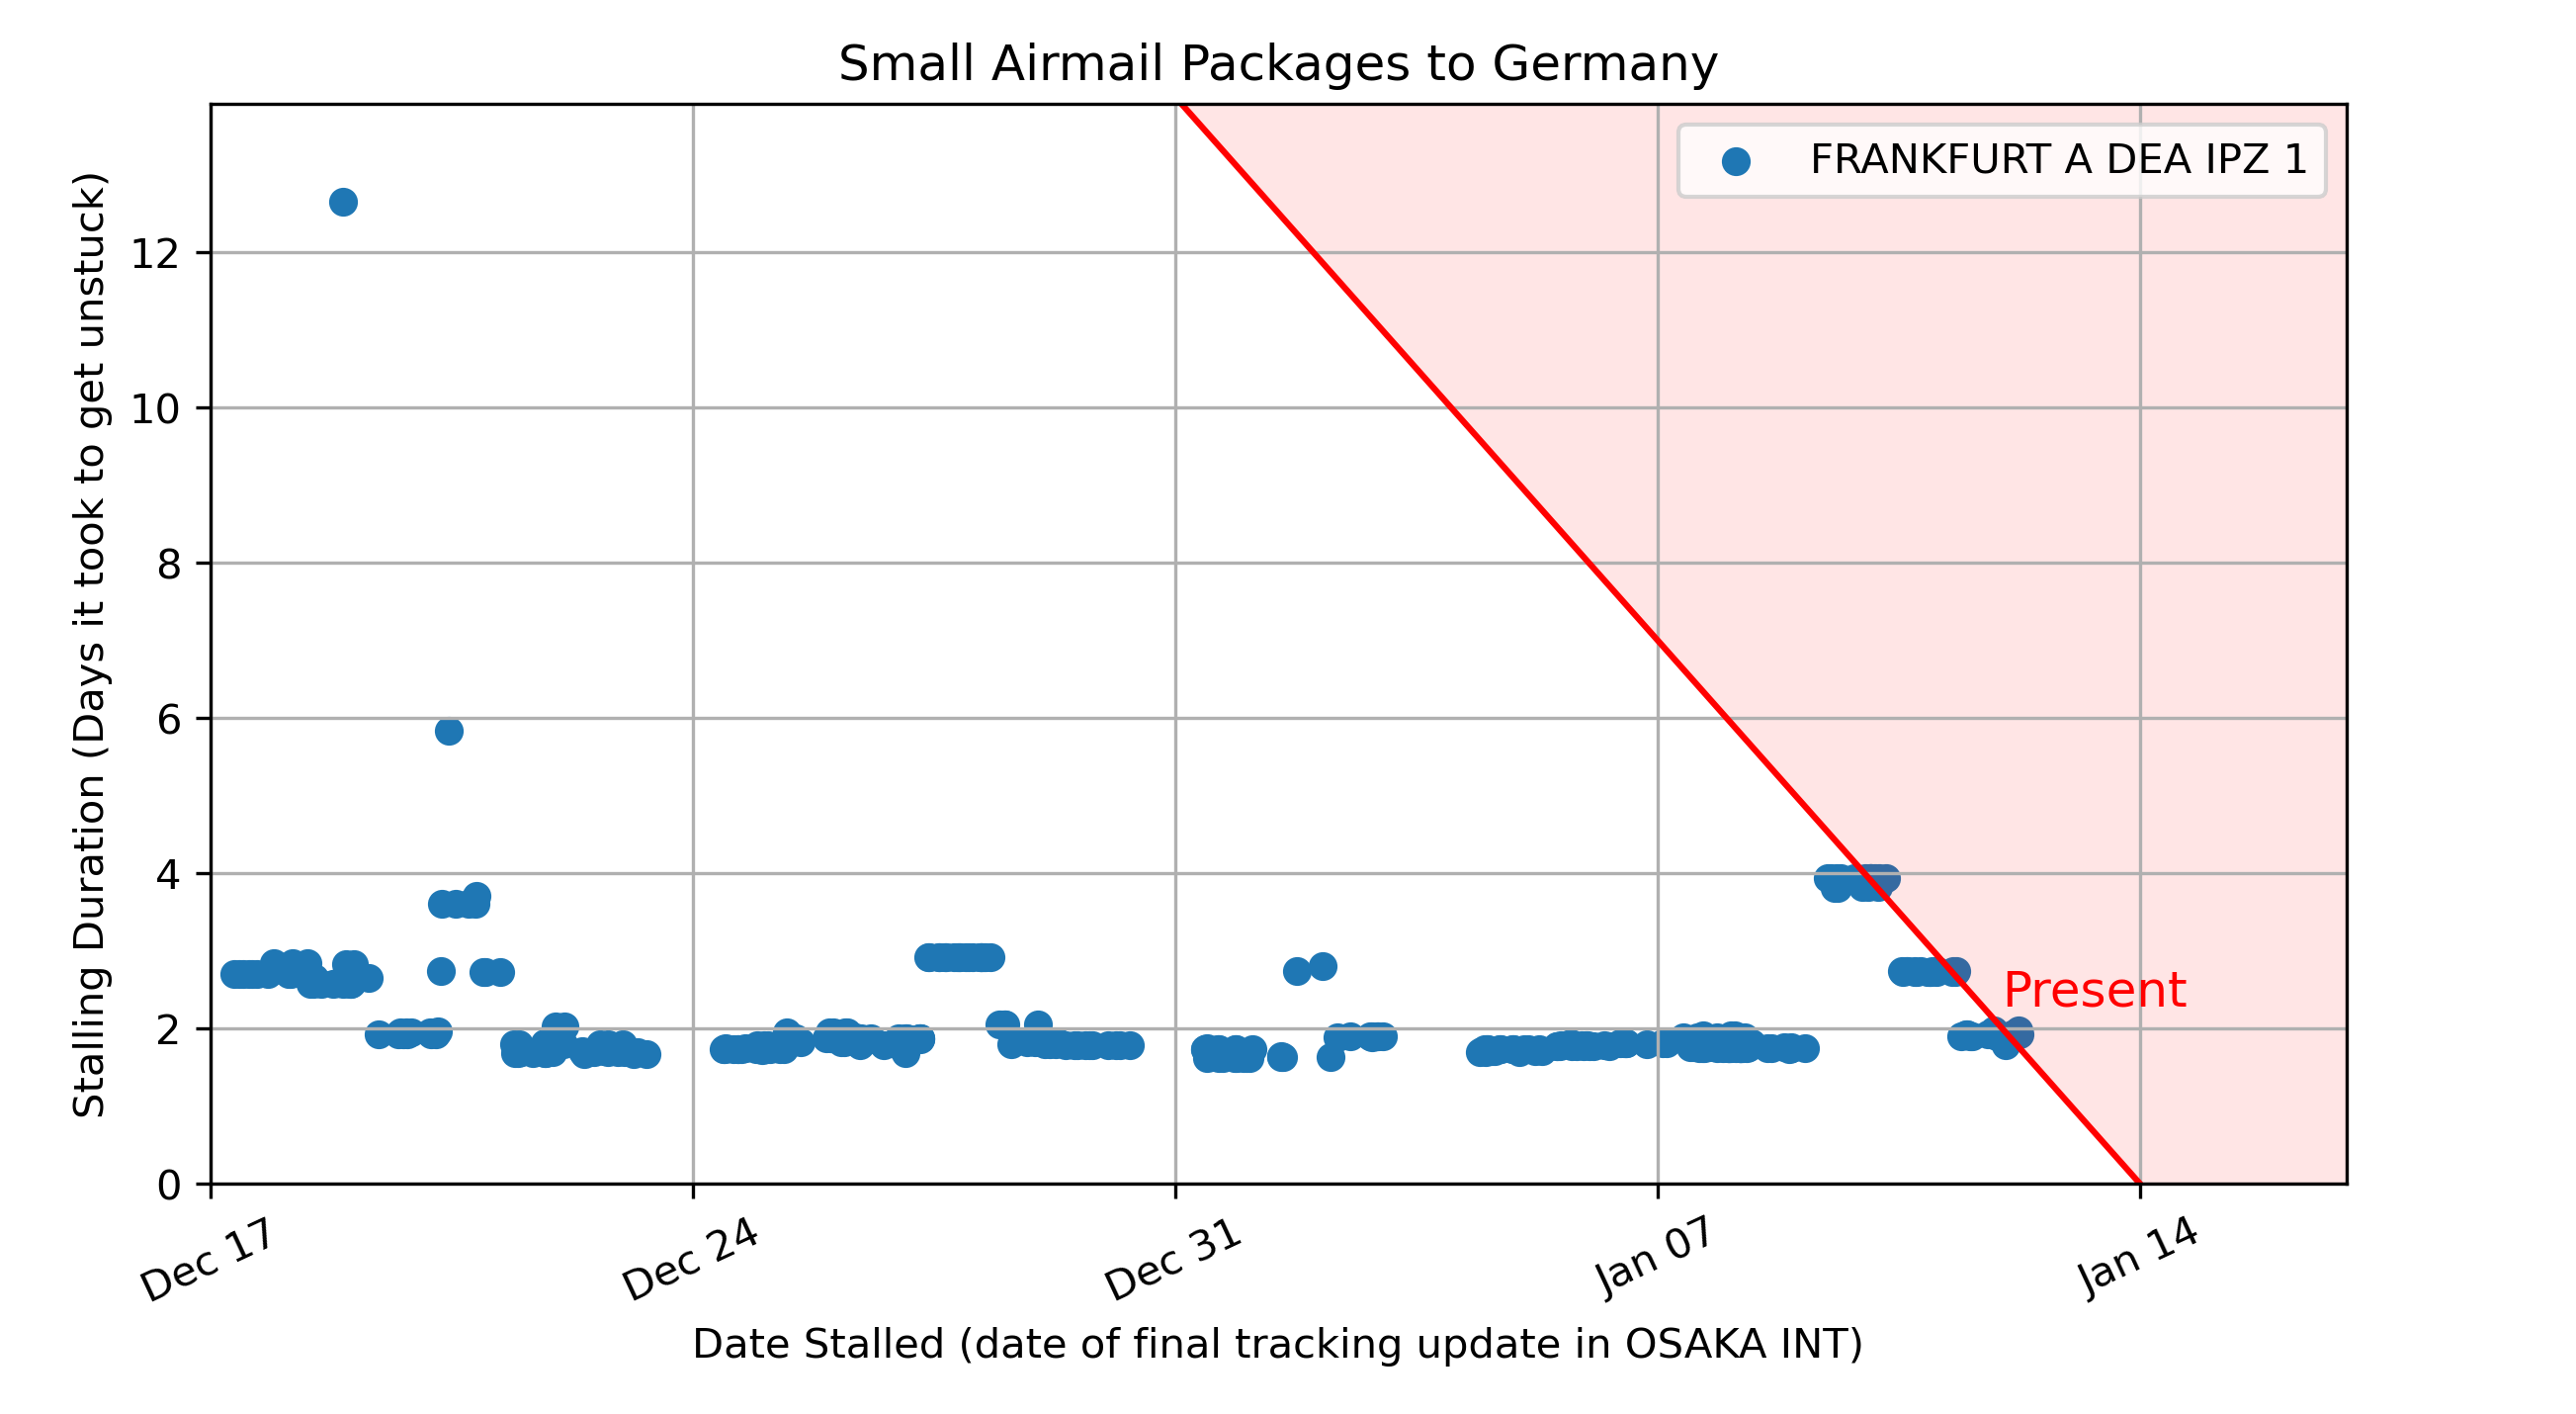 Small Airmail Packages to Germany
FRANKFURT A DEA IPZ 1
Stalling Duration (Days it took to get unstuck)
12
10
8
6
4
2
0
Present
Dec 17
Dec 24
Dec 31
Jan 07
Jan 14
Date Stalled (date of final tracking update in OSAKA INT)